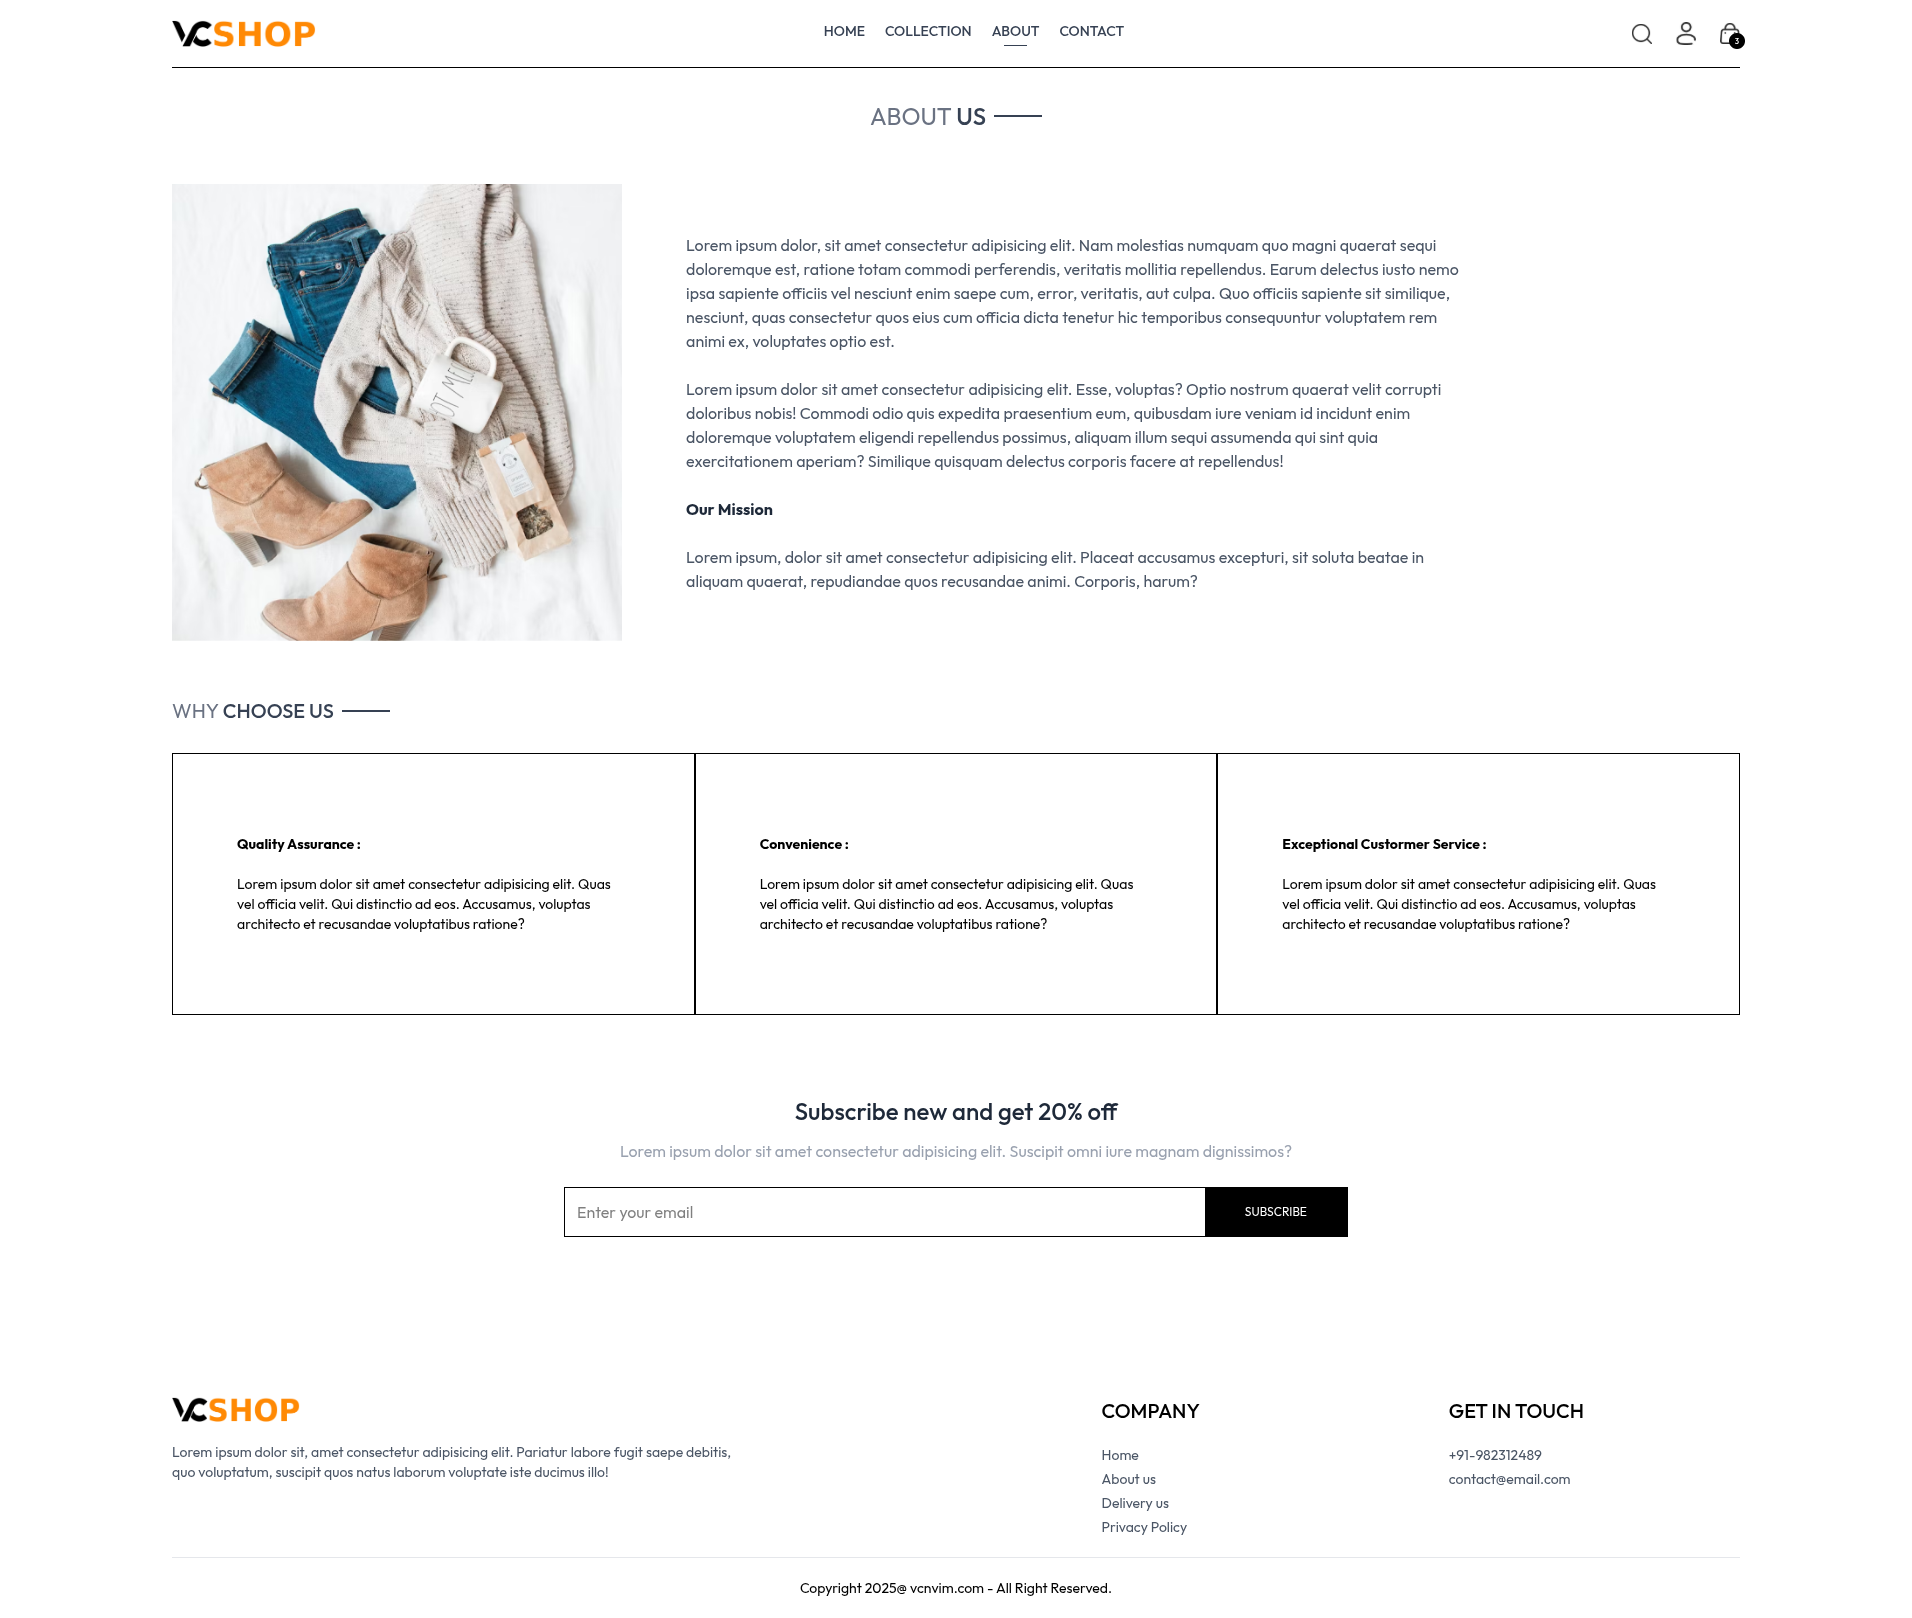 VCSHOP
HOME COLLECTION ABOUT CONTACT
3
ABOUT US
Lorem ipsum dolor, sit amet consectetur adipisicing elit. Nam molestias numquam quo magni quaerat sequi
doloremque est, ratione totam commodi perferendis, veritatis mollitia repellendus. Earum delectus iusto nemo
ipsa sapiente officiis vel nesciunt enim saepe cum, error, veritatis, aut culpa. Quo officiis sapiente sit similique,
nesciunt, quas consectetur quos eius cum officia dicta tenetur hic temporibus consequuntur voluptatem rem
animi ex, voluptates optio est.
Lorem ipsum dolor sit amet consectetur adipisicing elit. Esse, voluptas? Optio nostrum quaerat velit corrupti
doloribus nobis! Commodi odio quis expedita praesentium eum, quibusdam iure veniam id incidunt enim
doloremque voluptatem eligendi repellendus possimus, aliquam illum sequi assumenda qui sint quia
exercitationem aperiam? Similique quisquam delectus corporis facere at repellendus!
Our Mission
Lorem ipsum, dolor sit amet consectetur adipisicing elit. Placeat accusamus excepturi, sit soluta beatae in
aliquam quaerat, repudiandae quos recusandae animi. Corporis, harum?
WHY CHOOSE US
Quality Assurance :
Lorem ipsum dolor sit amet consectetur adipisicing elit. Quas
vel officia velit. Qui distinctio ad eos. Accusamus, voluptas
architecto et recusandae voluptatibus ratione?
Convenience :
Lorem ipsum dolor sit amet consectetur adipisicing elit. Quas
vel officia velit. Qui distinctio ad eos. Accusamus, voluptas
architecto et recusandae voluptatibus ratione?
Exceptional Custormer Service :
Lorem ipsum dolor sit amet consectetur adipisicing elit. Quas
vel officia velit. Qui distinctio ad eos. Accusamus, voluptas
architecto et recusandae voluptatibus ratione?
Subscribe new and get 20% off
Lorem ipsum dolor sit amet consectetur adipisicing elit. Suscipit omni iure magnam dignissimos?
Enter your email
SUBSCRIBE
VCSHOP
Lorem ipsum dolor sit, amet consectetur adipisicing elit. Pariatur labore fugit saepe debitis,
quo voluptatum, suscipit quos natus laborum voluptate iste ducimus illo!
COMPANY
Home
About us
Delivery us
Privacy Policy
GET IN TOUCH
+91-982312489
contact@email.com
Copyright 2025@ vcnvim.com - All Right Reserved.